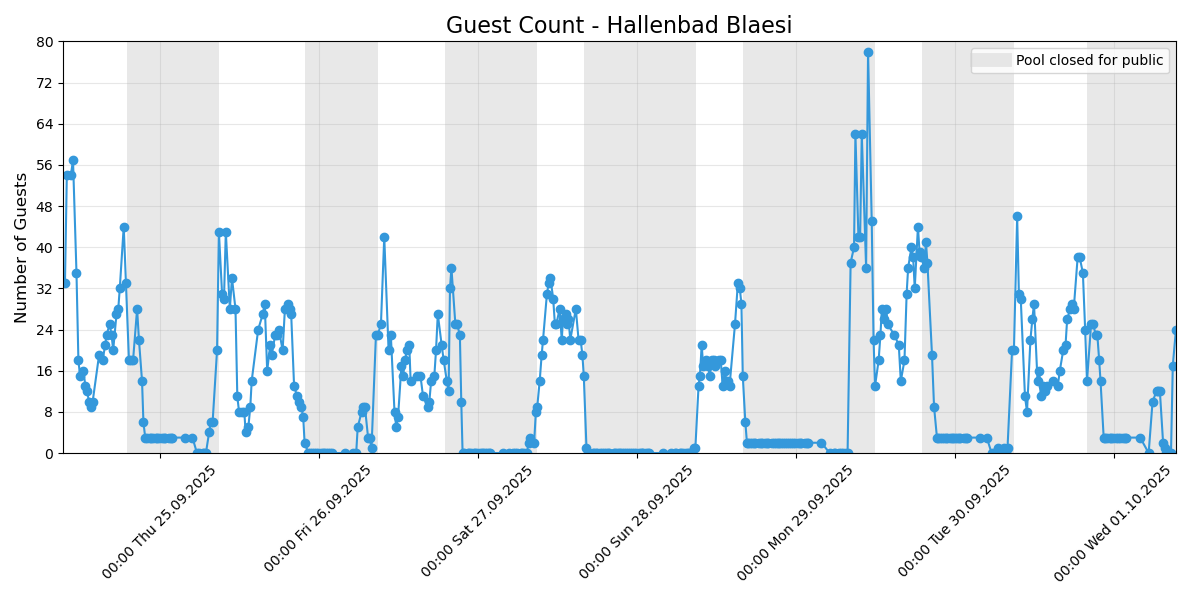 Guest Count - Hallenbad Blaesi
Pool closed for public
Number of Guests
80
72
64
56
48
40
32
24
16
8
0
00:00 Thu 25.09.2025
00:00 Fri 26.09.2025
00:00 Sat 27.09.2025
00:00 Sun 28.09.2025
00:00 Mon 29.09.2025
00:00 Tue 30.09.2025
00:00 Wed 01.10.2025